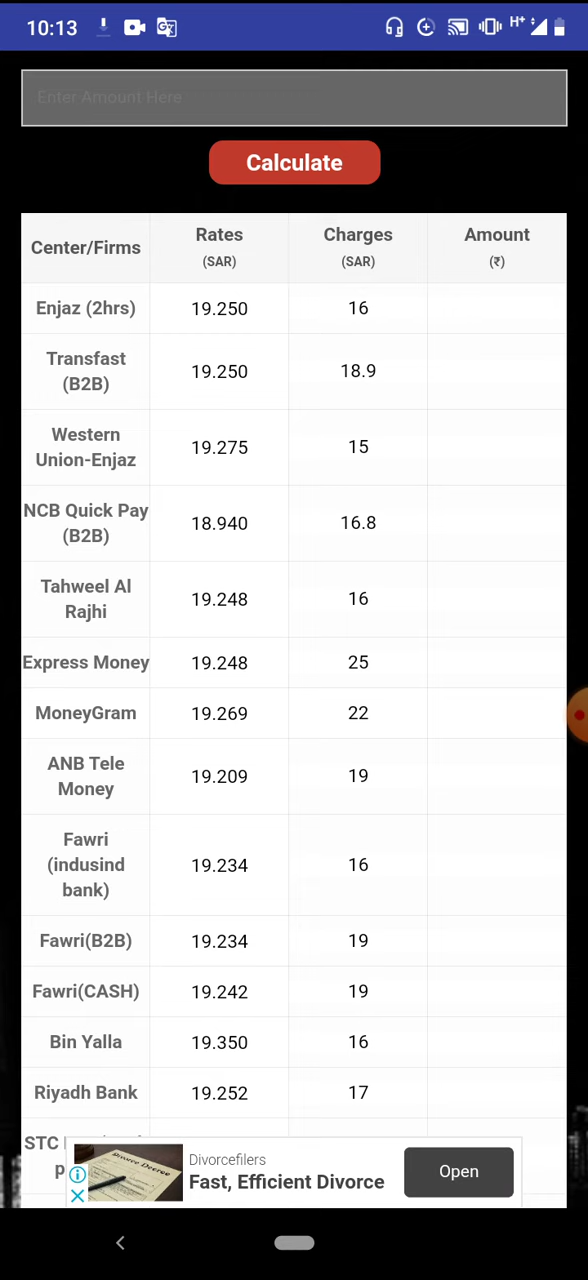 10:13
H+
Enter Amount Here
Calculate
Center/Firms Rates (SAR) Charges (SAR) Amount (₹)
Enjaz (2hrs) 19.250 16
Transfast (B2B) 19.250 18.9
Western Union-Enjaz 19.275 15
NCB Quick Pay (B2B) 18.940 16.8
Tahweel Al Rajhi 19.248 16
Express Money 19.248 25
MoneyGram 19.269 22
ANB Tele Money 19.209 19
Fawri (indusind bank) 19.234 16
Fawri(B2B) 19.234 19
Fawri(CASH) 19.242 19
Bin Yalla 19.350 16
Riyadh Bank 19.252 17
STC
Divorce Decree
Divorcefilers
Fast, Efficient Divorce
Open